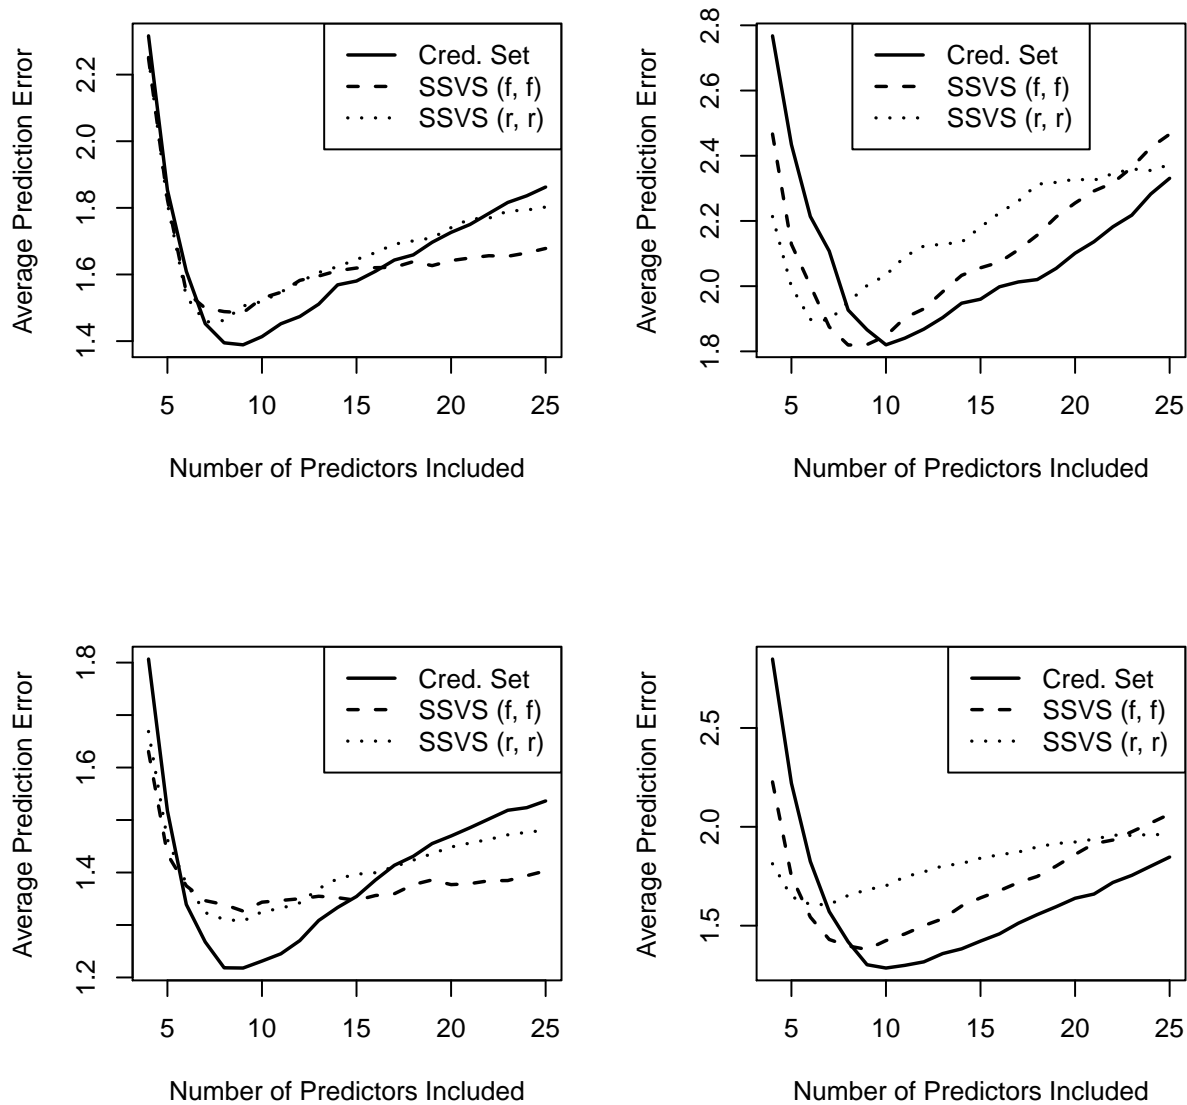 Cred. Set
SSVS (f, f)
SSVS (r, r)
Average Prediction Error
2.2
2.0
1.8
1.6
1.4
5 10 15 20 25
Number of Predictors Included
Cred. Set
SSVS (f, f)
SSVS (r, r)
Average Prediction Error
2.8
2.6
2.4
2.2
2.0
1.8
5 10 15 20 25
Number of Predictors Included
Cred. Set
SSVS (f, f)
SSVS (r, r)
Average Prediction Error
1.8
1.6
1.4
1.2
5 10 15 20 25
Number of Predictors Included
Cred. Set
SSVS (f, f)
SSVS (r, r)
Average Prediction Error
2.5
2.0
1.5
5 10 15 20 25
Number of Predictors Included